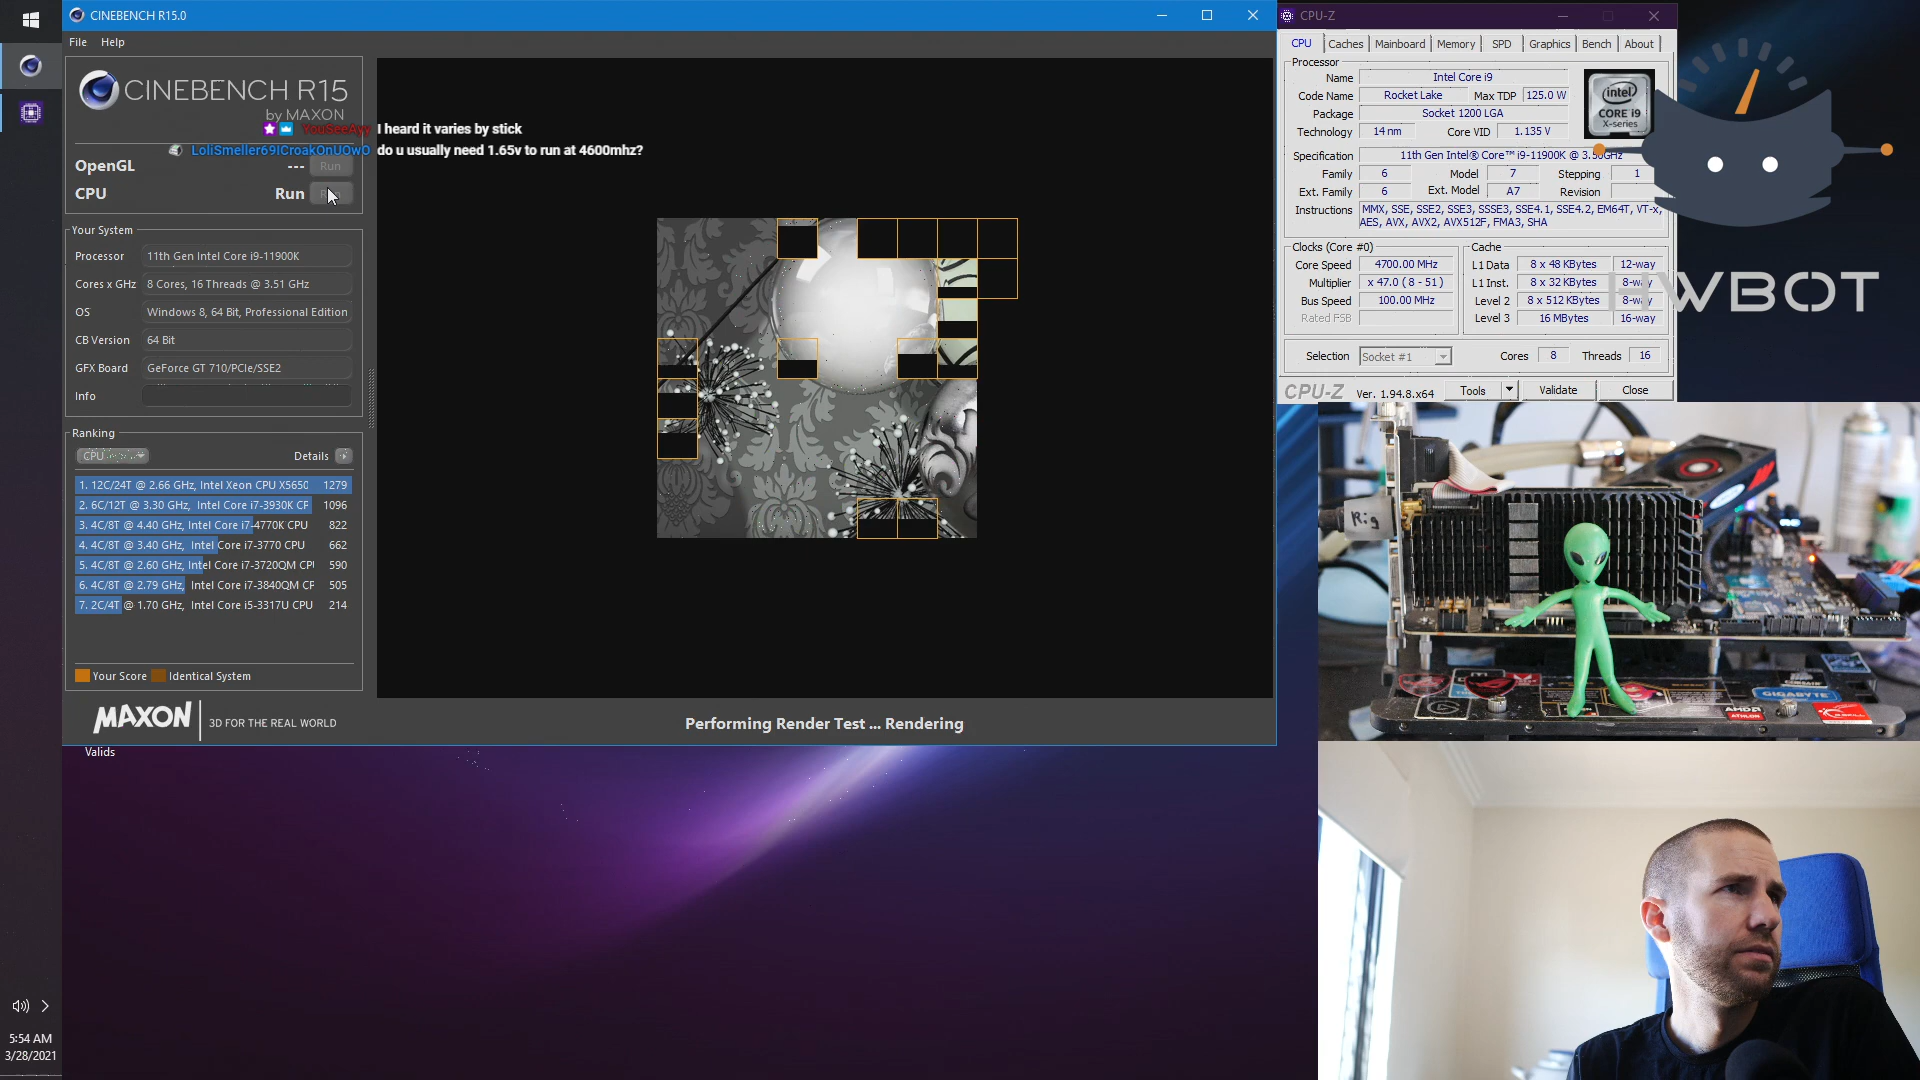 CINEBENCH R15.0
File Help
CINEBENCH R15
by MAXON
YouSeeAyy I heard it varies by stick
LoliSmeller69ICroakOnUOwO do u usually need 1.65v to run at 4600mhz?
OpenGL --- Run
CPU Run
Your System
Processor 11th Gen Intel Core i9-11900K
Cores x GHz 8 Cores, 16 Threads @ 3.51 GHz
OS Windows 8, 64 Bit, Professional Edition
CB Version 64 Bit
GFX Board GeForce GT 710/PCIe/SSE2
Info
Ranking
CPU
Details
1. 12C/24T @ 2.66 GHz, Intel Xeon CPU X5650 1279
2. 6C/12T @ 3.30 GHz, Intel Core i7-3930K CP 1096
3. 4C/8T @ 4.40 GHz, Intel Core i7-4770K CPU 822
4. 4C/8T @ 3.40 GHz, Intel Core i7-3770 CPU 662
5. 4C/8T @ 2.60 GHz, Intel Core i7-3720QM CP 590
6. 4C/8T @ 2.79 GHz, Intel Core i7-3840QM CP 505
7. 2C/4T @ 1.70 GHz, Intel Core i5-3317U CPU 214
Your Score Identical System
MAXON 3D FOR THE REAL WORLD
Performing Render Test ... Rendering
Valids
5:54 AM
3/28/2021
CPU-Z
CPU Caches Mainboard Memory SPD Graphics Bench About
Processor
Name Intel Core i9
Code Name Rocket Lake Max TDP 125.0 W
Package Socket 1200 LGA
Technology 14 nm Core VID 1.135 V
Specification 11th Gen Intel® Core™ i9-11900K @ 3.50GHz
Family 6 Model 7 Stepping 1
Ext. Family 6 Ext. Model A7 Revision
Instructions MMX, SSE, SSE2, SSE3, SSSE3, SSE4.1, SSE4.2, EM64T, VT-x,
AES, AVX, AVX2, AVX512F, FMA3, SHA
intel
CORE i9
X-series
Clocks (Core #0)
Core Speed 4700.00 MHz
Multiplier x 47.0 ( 8 - 51 )
Bus Speed 100.00 MHz
Rated FSB
Cache
L1 Data 8 x 48 KBytes 12-way
L1 Inst. 8 x 32 KBytes 8-way
Level 2 8 x 512 KBytes 8-way
Level 3 16 MBytes 16-way
Selection Socket #1 Cores 8 Threads 16
CPU-Z Ver. 1.94.8.x64 Tools Validate Close
HWBOT
Rig
GIGABYTE
AMD
ATHLON